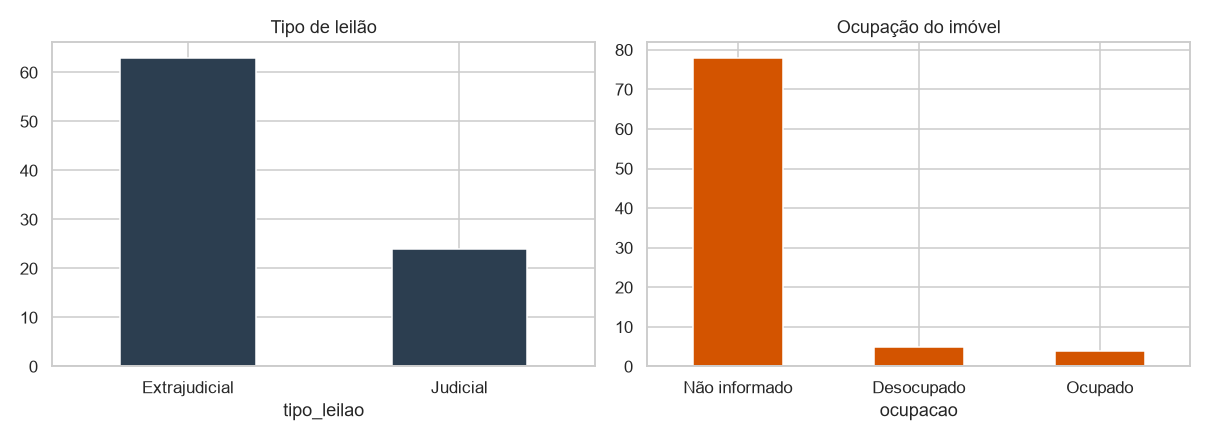 Tipo de leilão
60
50
40
30
20
10
0
Extrajudicial Judicial
tipo_leilao
Ocupação do imóvel
80
70
60
50
40
30
20
10
0
Não informado Desocupado Ocupado
ocupacao